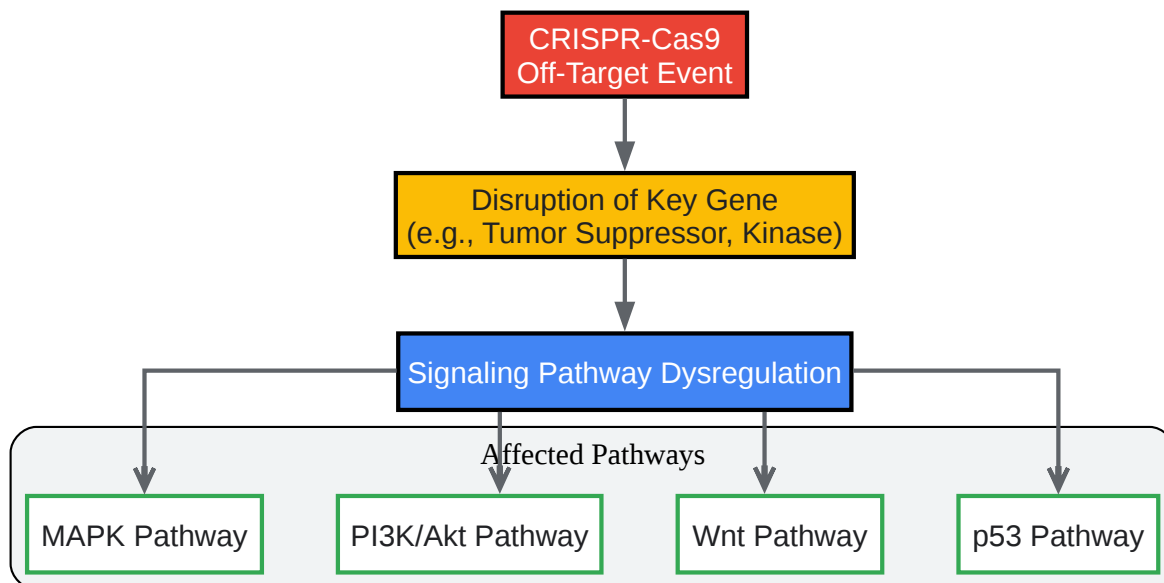 CRISPR-Cas9
Off-Target Event
Disruption of Key Gene
(e.g., Tumor Suppressor, Kinase)
Signaling Pathway Dysregulation
Affected Pathways
MAPK Pathway
PI3K/Akt Pathway
Wnt Pathway
p53 Pathway